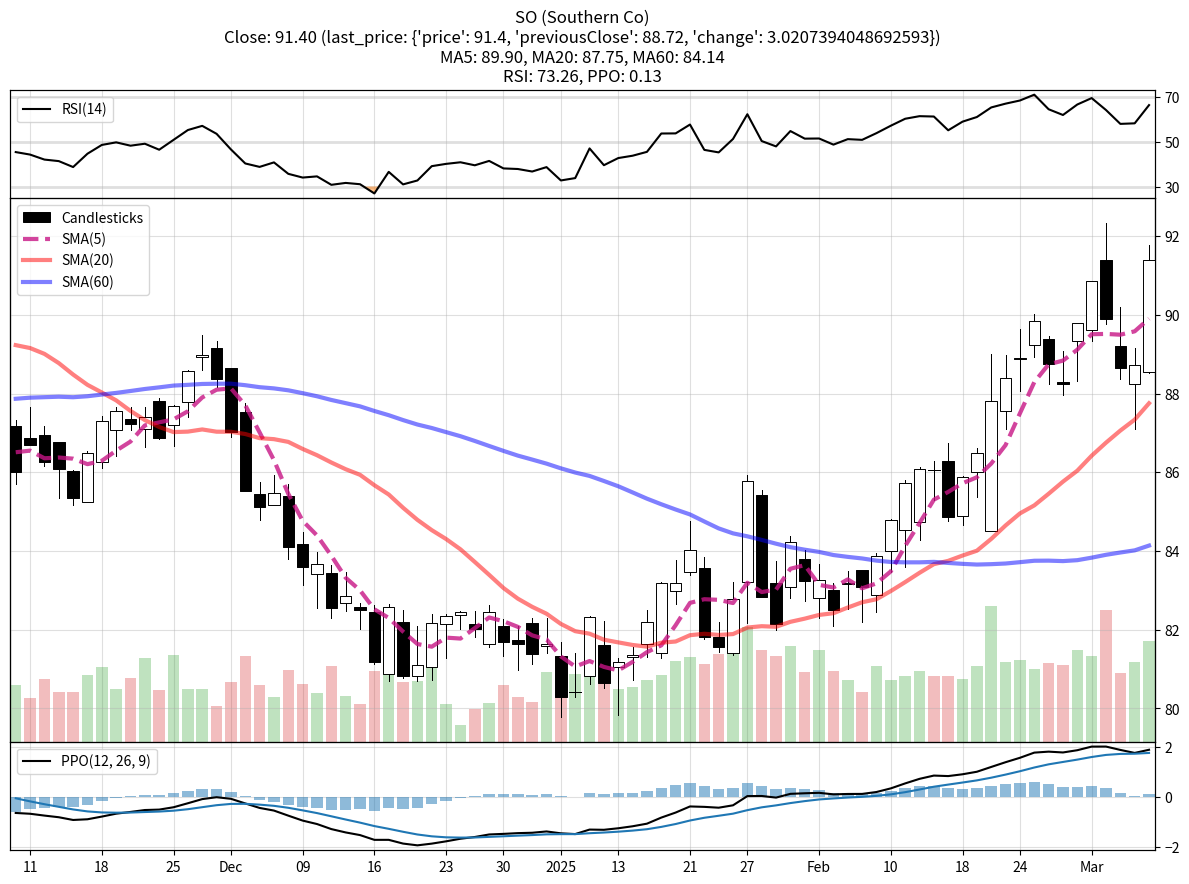 SO (Southern Co)
Close: 91.40 (last_price: {'price': 91.4, 'previousClose': 88.72, 'change': 3.0207394048692593})
MA5: 89.90, MA20: 87.75, MA60: 84.14
RSI: 73.26, PPO: 0.13
RSI(14)
70
50
30
Candlesticks
SMA(5)
SMA(20)
SMA(60)
92
90
88
86
84
82
80
PPO(12, 26, 9)
2
0
−2
11 18 25 Dec 09 16 23 30 2025 13 21 27 Feb 10 18 24 Mar